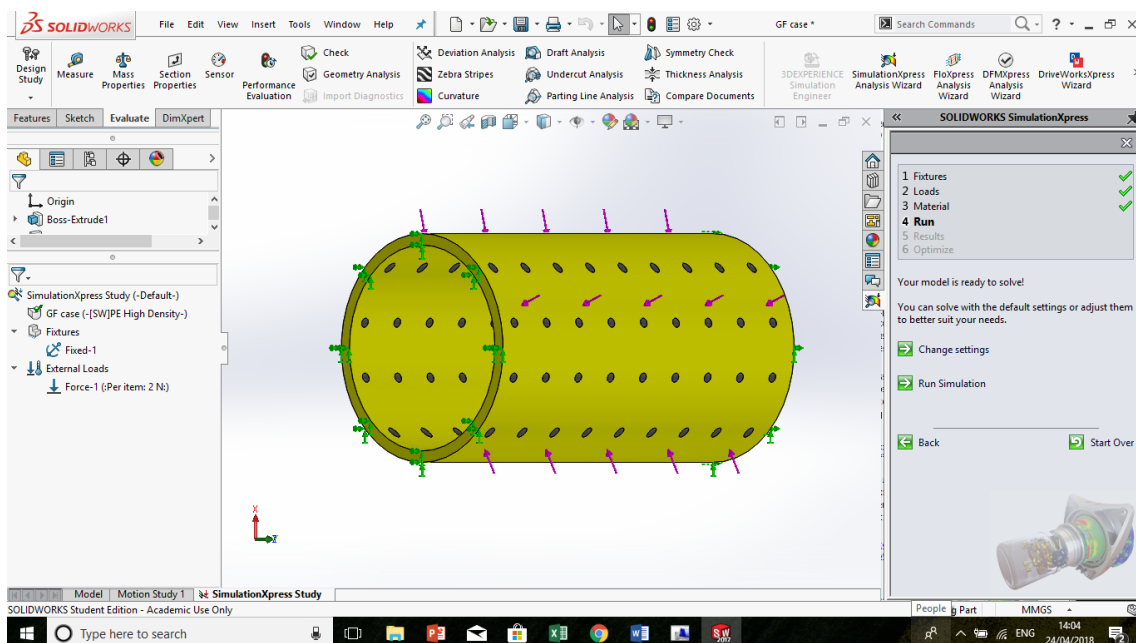 SOLIDWORKS
File Edit View Insert Tools Window Help
GF case *
Search Commands
Design Study
Measure
Mass Properties
Section Properties
Sensor
Performance Evaluation
Check
Geometry Analysis
Import Diagnostics
Deviation Analysis
Zebra Stripes
Curvature
Draft Analysis
Undercut Analysis
Parting Line Analysis
Symmetry Check
Thickness Analysis
Compare Documents
3DEXPERIENCE Simulation Engineer
SimulationXpress Analysis Wizard
FloXpress Analysis Wizard
DFMXpress Analysis Wizard
DriveWorksXpress Wizard
Features Sketch Evaluate DimXpert
Origin
Boss-Extrude1
SimulationXpress Study (-Default-)
GF case (-[SW]PE High Density-)
Fixtures
Fixed-1
External Loads
Force-1 (:Per item: 2 N:)
X
Z
SOLIDWORKS SimulationXpress
1 Fixtures
2 Loads
3 Material
4 Run
5 Results
6 Optimize
Your model is ready to solve!
You can solve with the default settings or adjust them
to better suit your needs.
Change settings
Run Simulation
Back Start Over
Model Motion Study 1 SimulationXpress Study
SOLIDWORKS Student Edition - Academic Use Only
People
g Part MMGS
Type here to search
ENG
14:04
24/04/2018
SW
2017